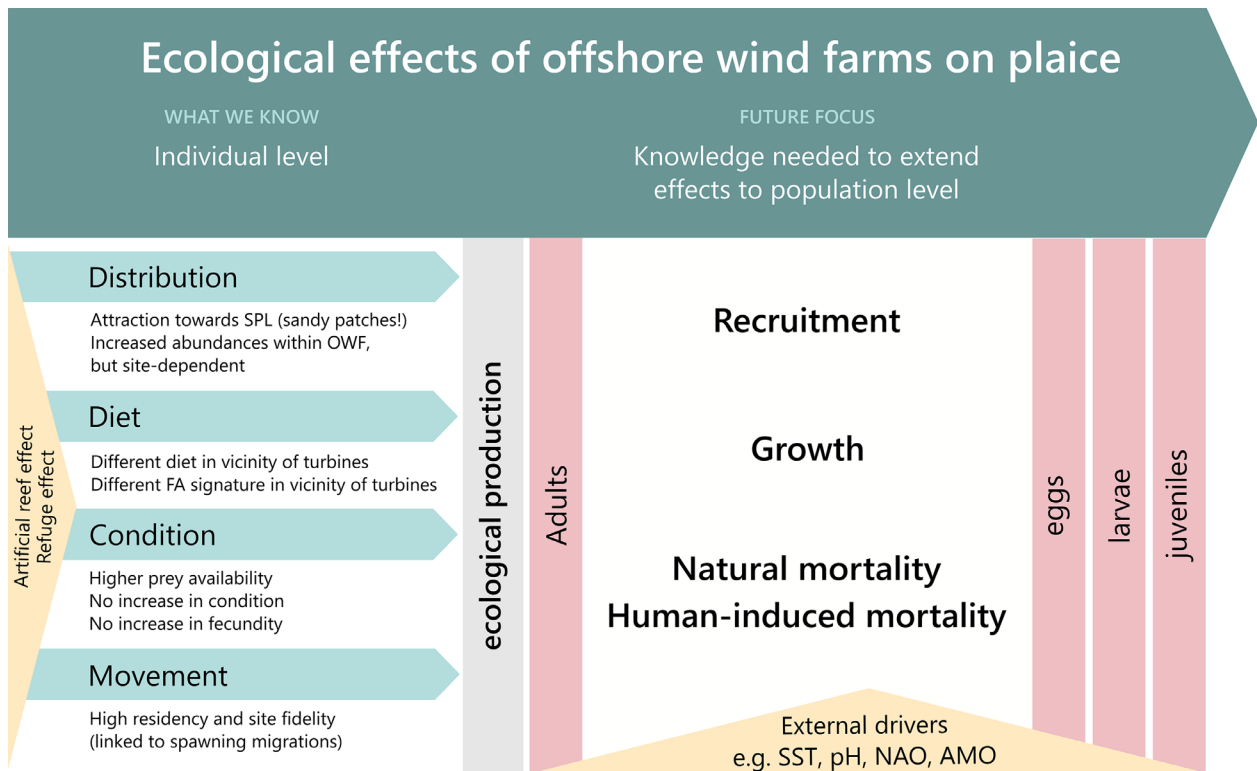 Ecological effects of offshore wind farms on plaice
WHAT WE KNOW
Individual level
FUTURE FOCUS
Knowledge needed to extend
effects to population level
Artificial reef effect
Refuge effect
Distribution
Attraction towards SPL (sandy patches!)
Increased abundances within OWF,
but site-dependent
Diet
Different diet in vicinity of turbines
Different FA signature in vicinity of turbines
Condition
Higher prey availability
No increase in condition
No increase in fecundity
Movement
High residency and site fidelity
(linked to spawning migrations)
ecological production
Adults
Recruitment
Growth
Natural mortality
Human-induced mortality
External drivers
e.g. SST, pH, NAO, AMO
eggs
larvae
juveniles